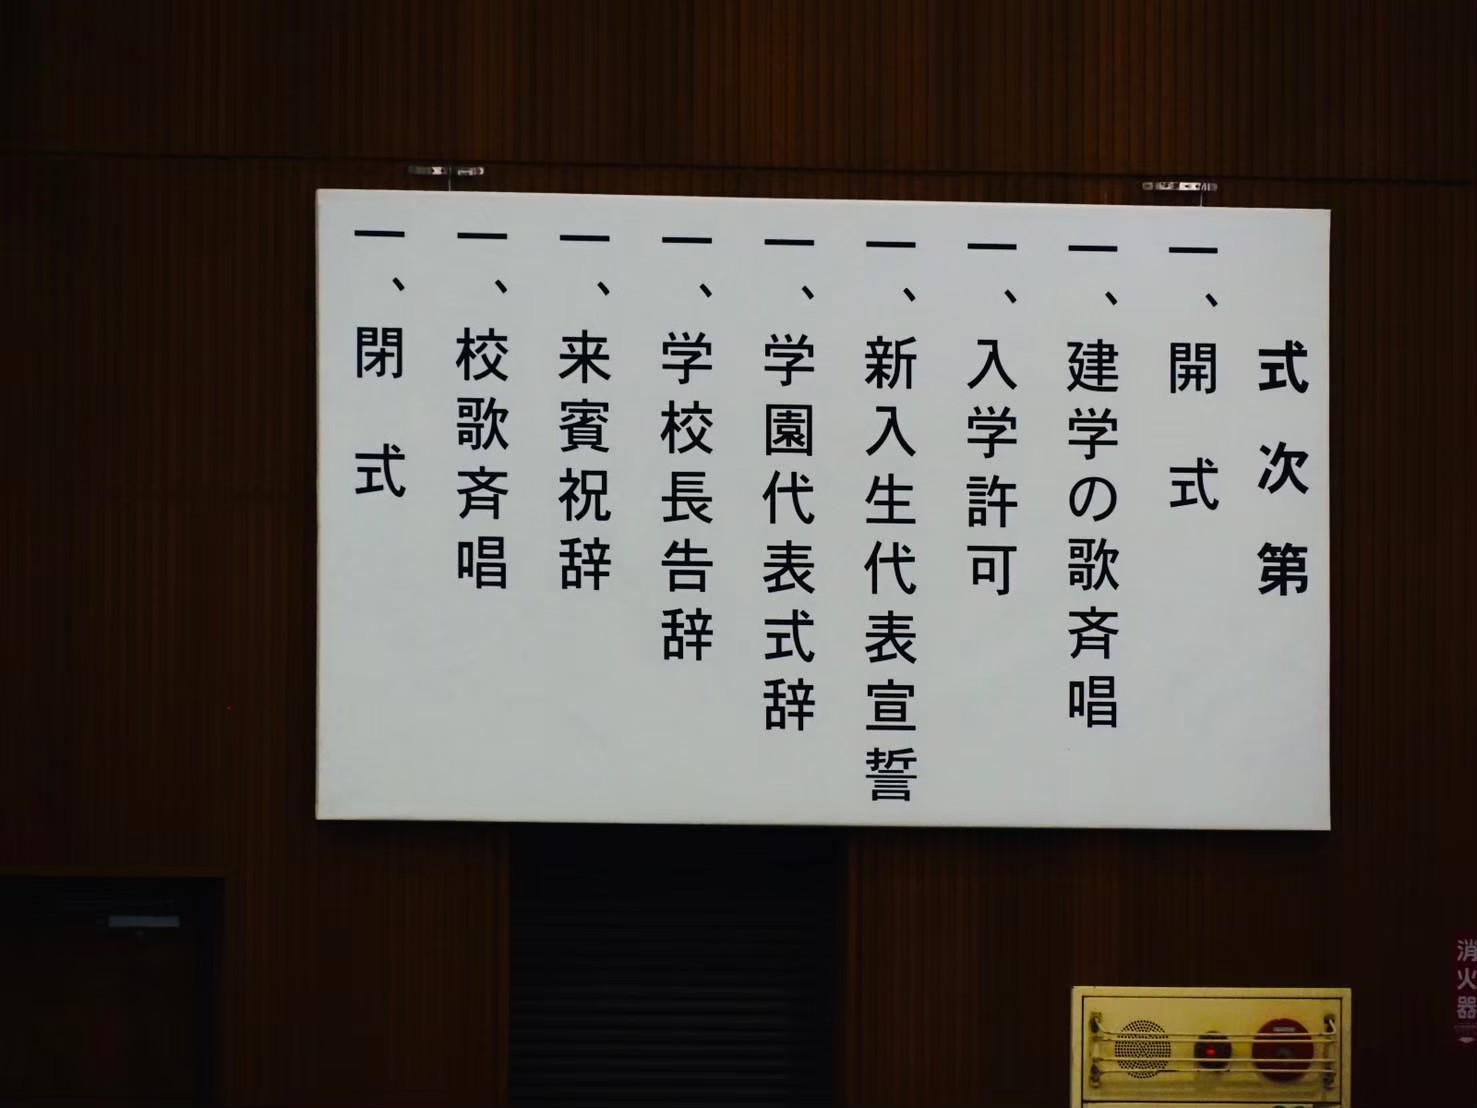 式次第
一、開式
一、建学の歌斉唱
一、入学許可
一、新入生代表宣誓
一、学園代表式辞
一、学校長告辞
一、来賓祝辞
一、校歌斉唱
一、閉式
消火器